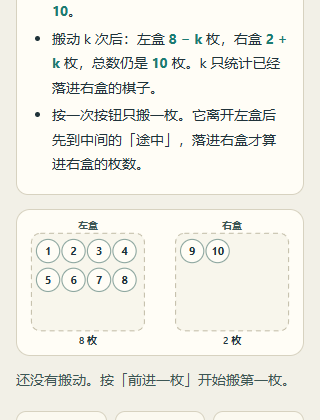 10。
• 搬动 k 次后：左盒 8 − k 枚，右盒 2 +
k 枚，总数仍是 10 枚。k 只统计已经
落进右盒的棋子。
• 按一次按钮只搬一枚。它离开左盒后
先到中间的「途中」，落进右盒才算
进右盒的枚数。
左盒 右盒
1 2 3 4 9 10
5 6 7 8
8 枚 2 枚
还没有搬动。按「前进一枚」开始搬第一枚。